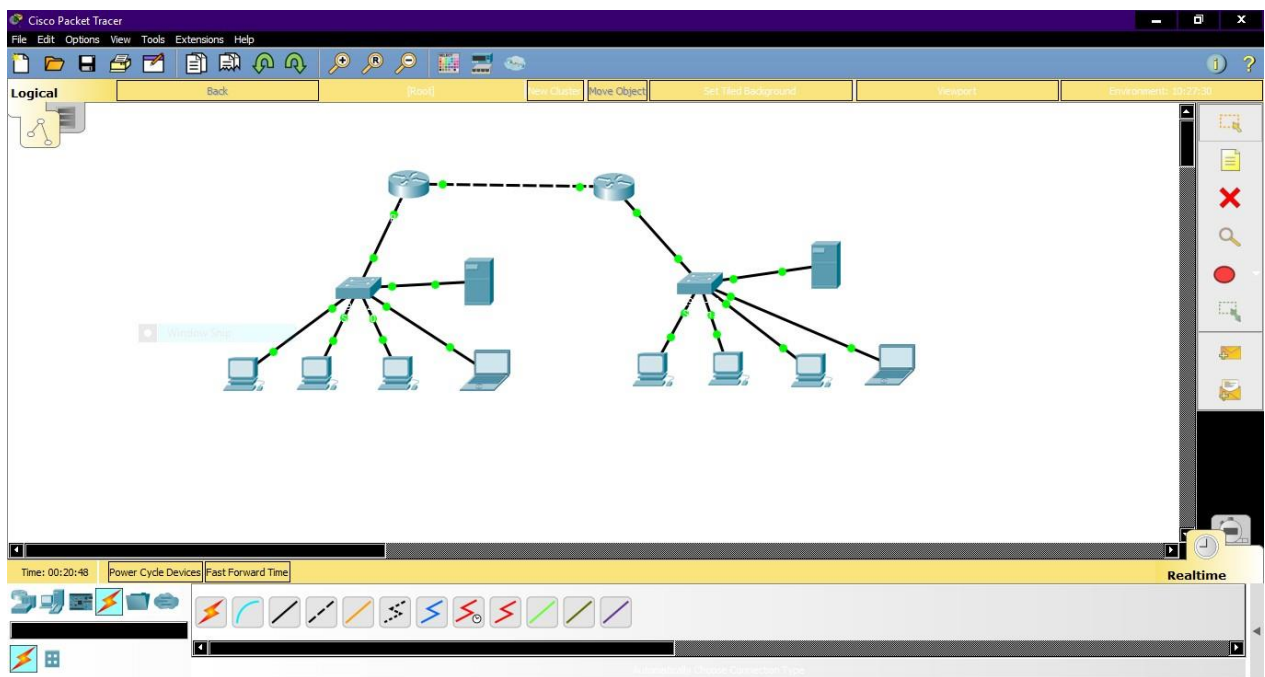 Cisco Packet Tracer
File Edit Options View Tools Extensions Help
Logical Back [Root] New Cluster Move Object Set Tiled Background Viewport Environment: 10:27:30
Window Snip
Time: 00:20:48 Power Cycle Devices Fast Forward Time Realtime
Automatically Choose Connection Type